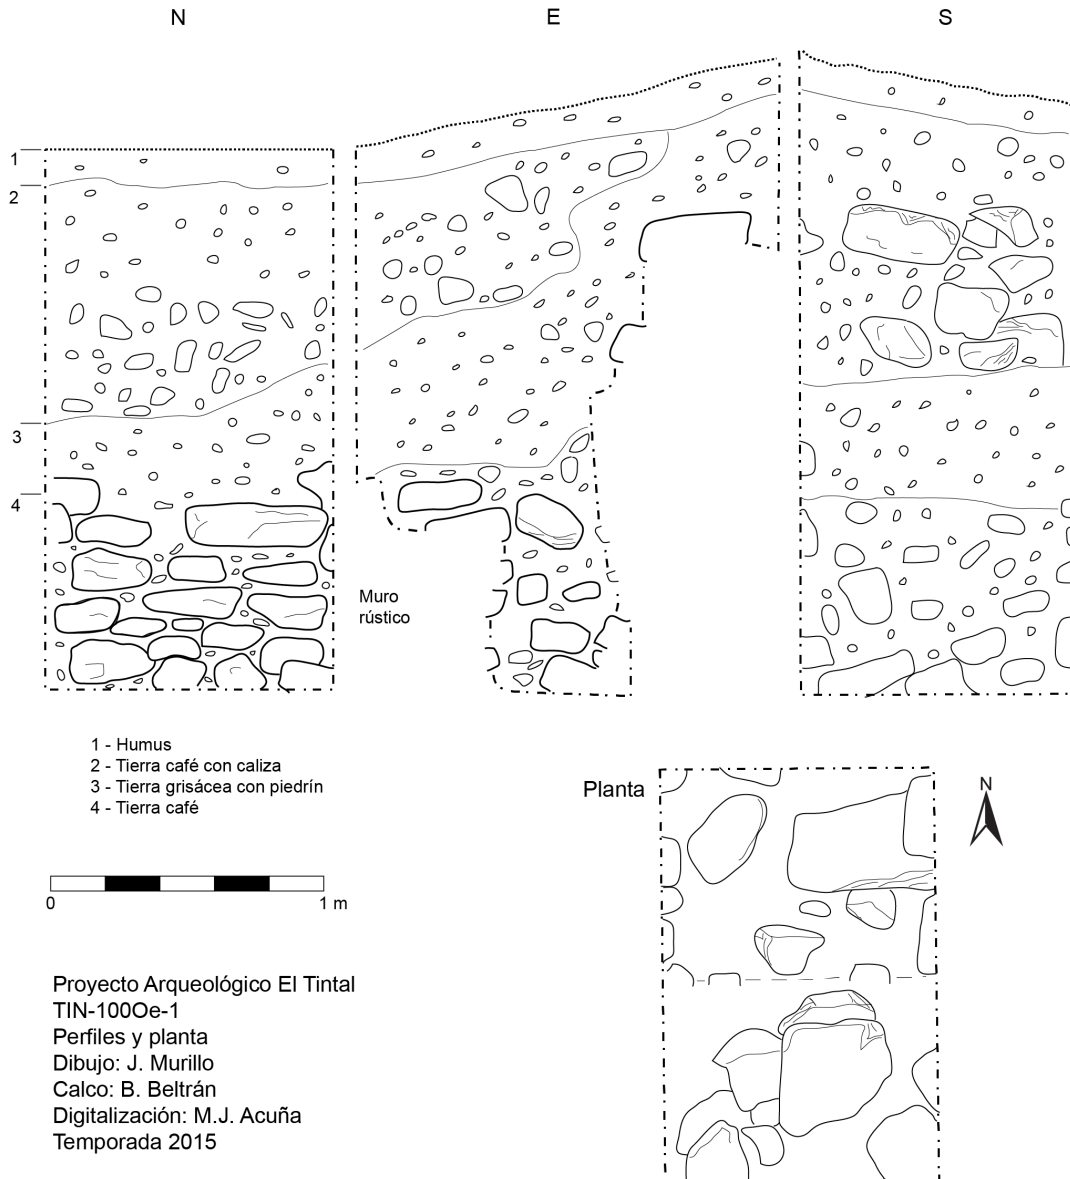 N
E
S
1
2
3
4
Muro
rústico
1 - Humus
2 - Tierra café con caliza
3 - Tierra grisácea con piedrín
4 - Tierra café
Planta
N
0
1 m
Proyecto Arqueológico El Tintal
TIN-100Oe-1
Perfiles y planta
Dibujo: J. Murillo
Calco: B. Beltrán
Digitalización: M.J. Acuña
Temporada 2015